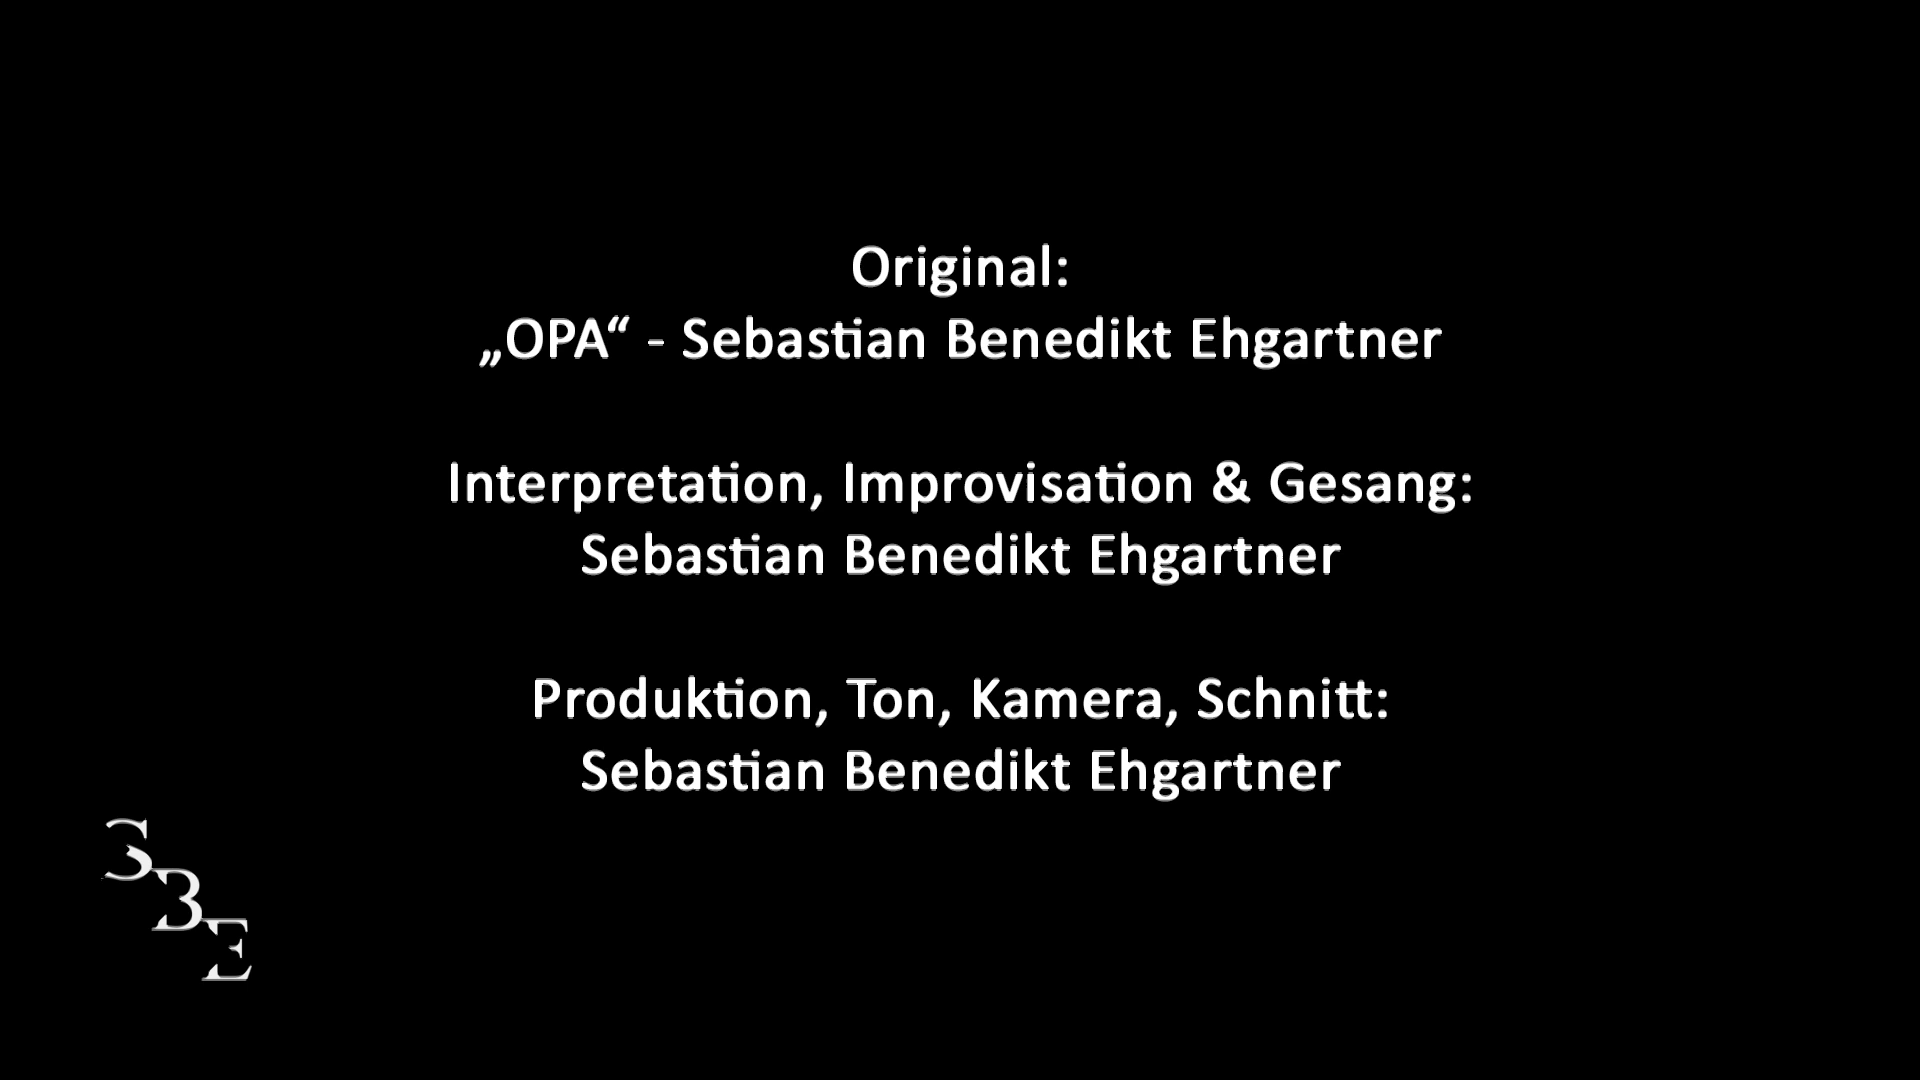 Original:
„OPA“ - Sebastian Benedikt Ehgartner
Interpretation, Improvisation & Gesang:
Sebastian Benedikt Ehgartner
Produktion, Ton, Kamera, Schnitt:
Sebastian Benedikt Ehgartner
SBE